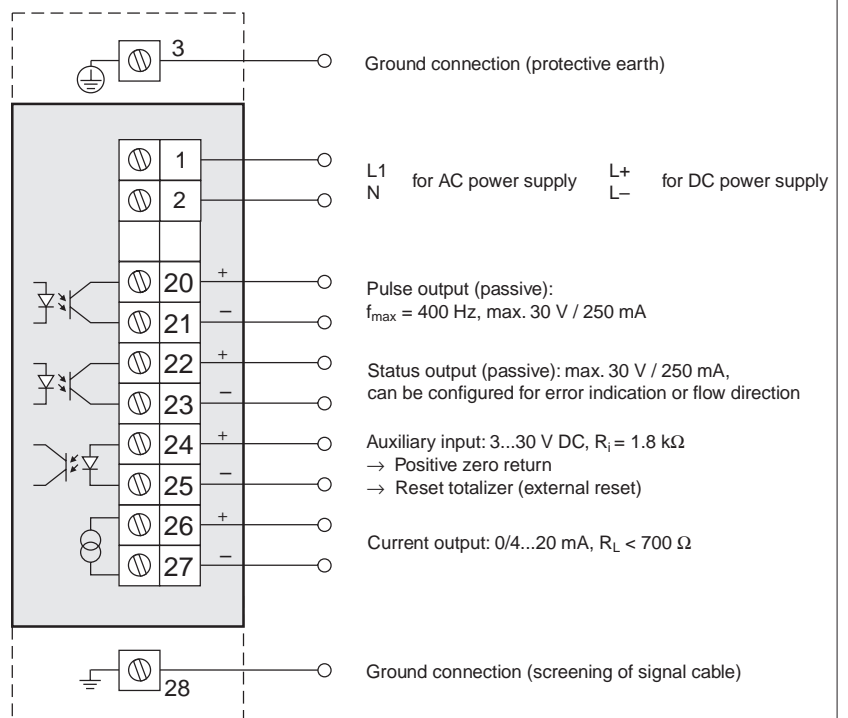 3
Ground connection (protective earth)
1
L1
N
for AC power supply
L+
L–
for DC power supply
2
20 +
Pulse output (passive):
fmax = 400 Hz, max. 30 V / 250 mA
21 –
22 +
Status output (passive): max. 30 V / 250 mA,
can be configured for error indication or flow direction
23 –
24 +
Auxiliary input: 3...30 V DC, Ri = 1.8 kΩ
→ Positive zero return
→ Reset totalizer (external reset)
25 –
26 +
Current output: 0/4...20 mA, RL < 700 Ω
27 –
28
Ground connection (screening of signal cable)